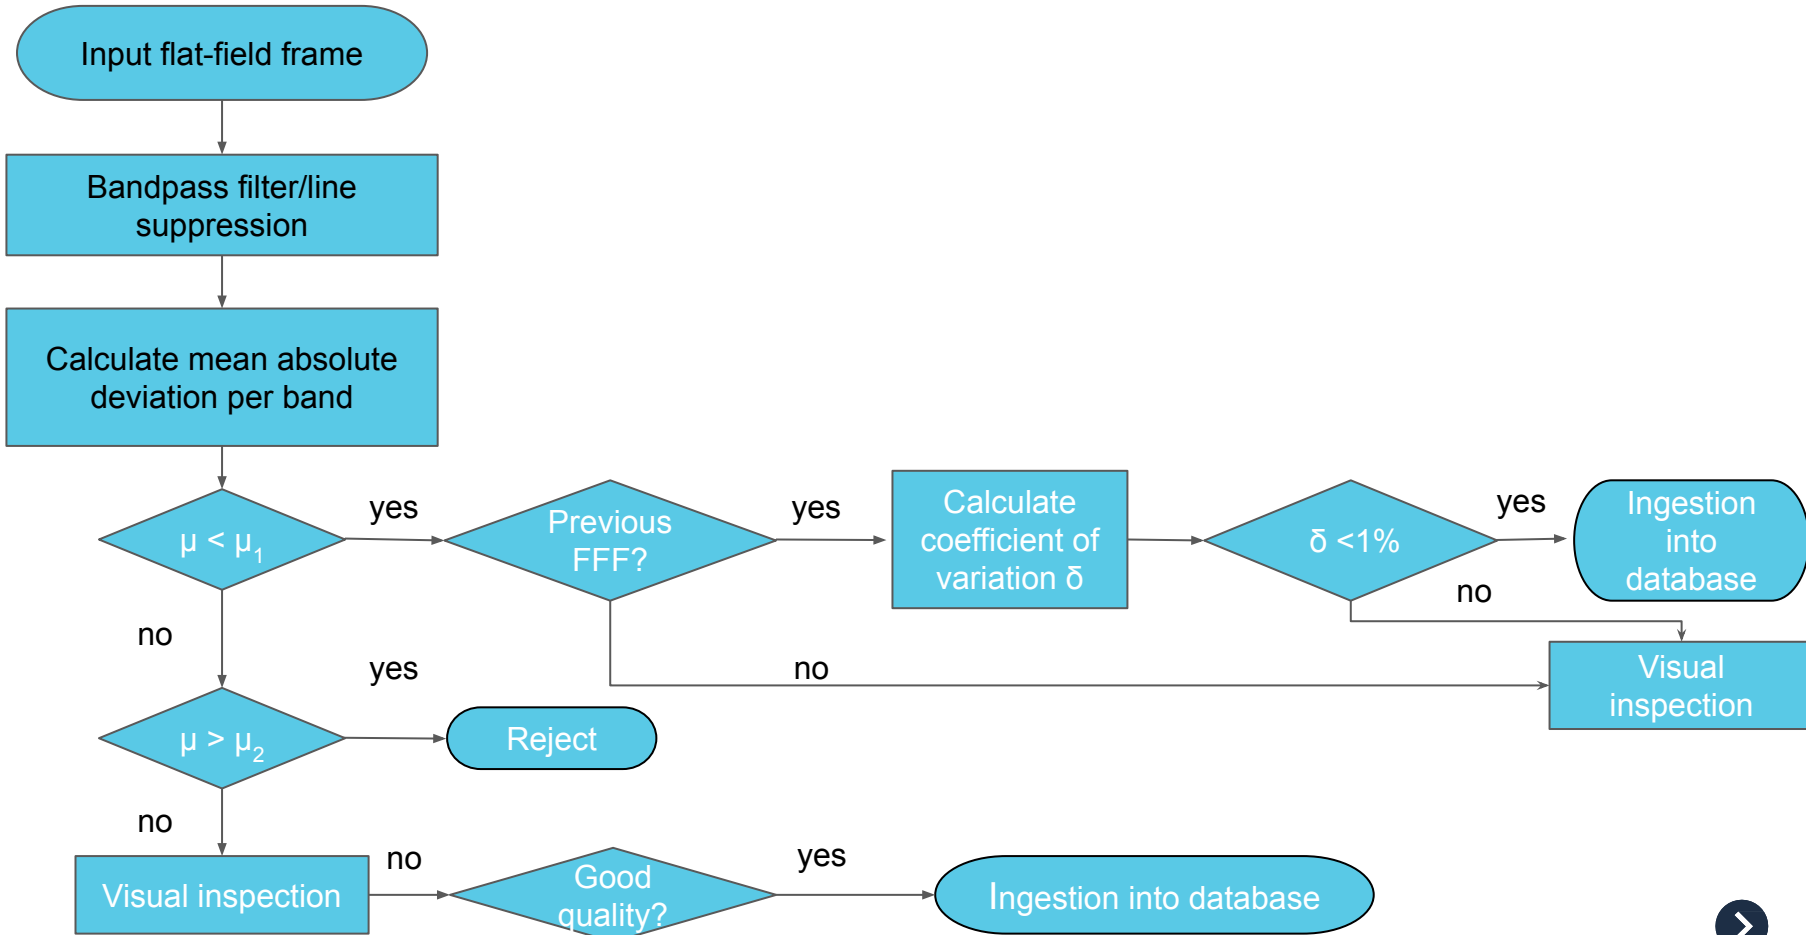 Input flat-field frame
Bandpass filter/line
suppression
Calculate mean absolute
deviation per band
μ < μ₁
yes
Previous
FFF?
yes
Calculate
coefficient of
variation δ
δ <1%
yes
Ingestion
into
database
no
no
no
Visual
inspection
μ > μ₂
yes
Reject
no
Visual inspection
no
Good
quality?
yes
Ingestion into database